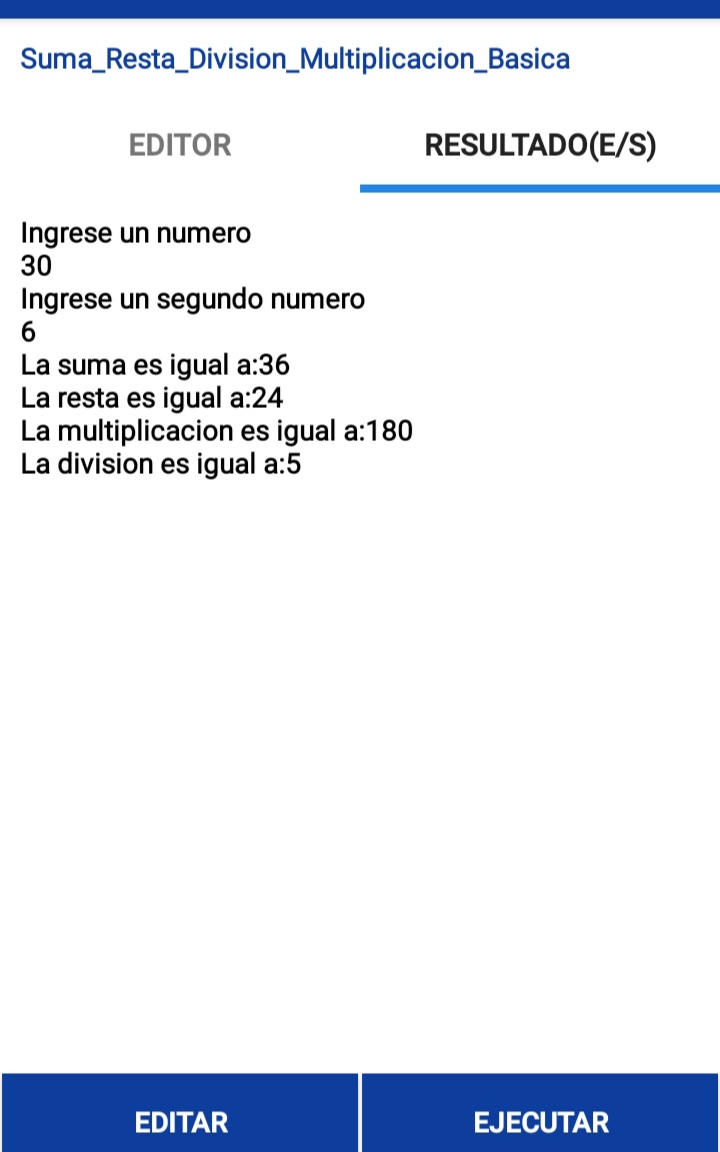 Suma_Resta_Division_Multiplicacion_Basica
EDITOR
RESULTADO(E/S)
Ingrese un numero
30
Ingrese un segundo numero
6
La suma es igual a:36
La resta es igual a:24
La multiplicacion es igual a:180
La division es igual a:5
EDITAR
EJECUTAR